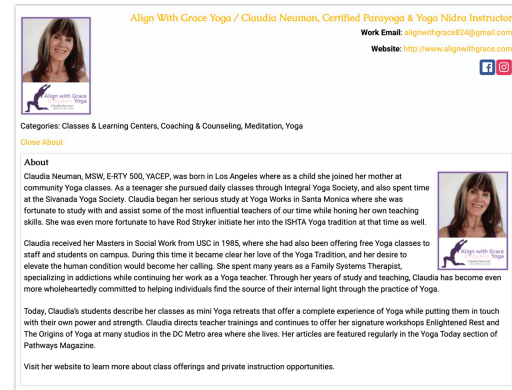 Align With Grace Yoga / Claudia Neuman, Certified Parayoga & Yoga Nidra Instructor
Work Email: alignwithgrace824@gmail.com
Website: http://www.alignwithgrace.com
Align with Grace
Yoga
Claudia Neuman
Categories: Classes & Learning Centers, Coaching & Counseling, Meditation, Yoga
Close About
About
Claudia Neuman, MSW, E-RTY 500, YACEP, was born in Los Angeles where as a child she joined her mother at
community Yoga classes. As a teenager she pursued daily classes through Integral Yoga Society, and also spent time
at the Sivanada Yoga Society. Claudia began her serious study at Yoga Works in Santa Monica where she was
fortunate to study with and assist some of the most influential teachers of our time while honing her own teaching
skills. She was even more fortunate to have Rod Stryker initiate her into the ISHTA Yoga tradition at that time as well.
Align with Grace
Yoga
Claudia Neuman
Claudia received her Masters in Social Work from USC in 1985, where she had also been offering free Yoga classes to
staff and students on campus. During this time it became clear her love of the Yoga Tradition, and her desire to
elevate the human condition would become her calling. She spent many years as a Family Systems Therapist,
specializing in addictions while continuing her work as a Yoga teacher. Through her years of study and teaching, Claudia has become even
more wholeheartedly committed to helping individuals find the source of their internal light through the practice of Yoga.
Today, Claudia's students describe her classes as mini Yoga retreats that offer a complete experience of Yoga while putting them in touch
with their own power and strength. Claudia directs teacher trainings and continues to offer her signature workshops Enlightened Rest and
The Origins of Yoga at many studios in the DC Metro area where she lives. Her articles are featured regularly in the Yoga Today section of
Pathways Magazine.
Visit her website to learn more about class offerings and private instruction opportunities.